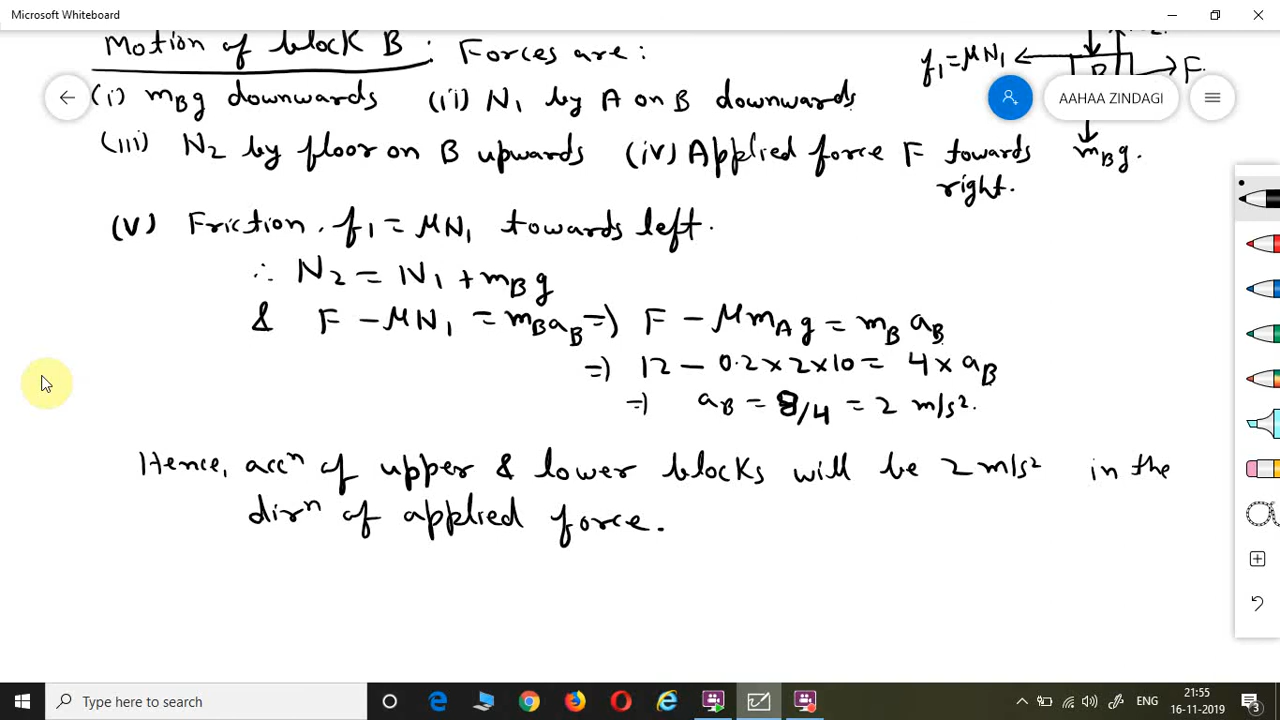 Microsoft Whiteboard
Motion of block B : Forces are :
f₁ = μN₁
F
AAHAA ZINDAGI
(i) mBg downwards (ii) N₁ by A on B downwards
(iii) N₂ by floor on B upwards (iv) Applied force F towards right.
mBg.
(v) Friction, f₁ = μN₁ towards left.
∴ N₂ = N₁ + mBg
& F - μN₁ = mBaB => F - μmAg = mB aB
=> 12 - 0.2 x 2 x 10 = 4 x aB
=> aB = 8/4 = 2 m/s².
Hence, accⁿ of upper & lower blocks will be 2 m/s² in the
dirⁿ of applied force.
Type here to search
ENG
21:55
16-11-2019
3